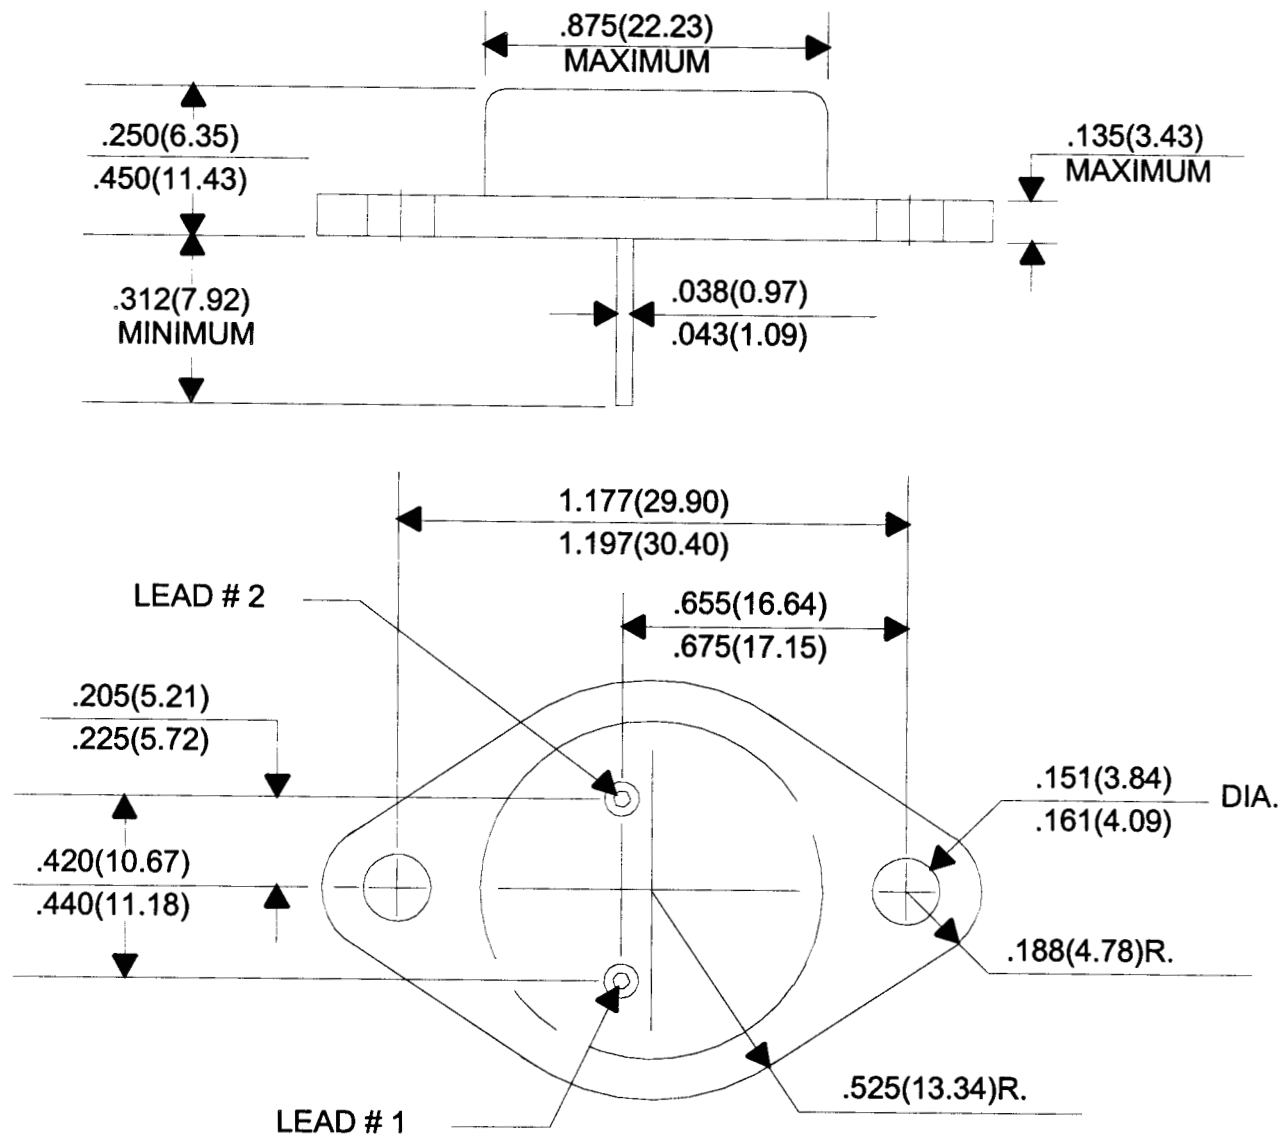 .875(22.23)
MAXIMUM
.250(6.35)
.450(11.43)
.135(3.43)
MAXIMUM
.312(7.92)
MINIMUM
.038(0.97)
.043(1.09)
1.177(29.90)
1.197(30.40)
LEAD # 2
.655(16.64)
.675(17.15)
.205(5.21)
.225(5.72)
.151(3.84)
.161(4.09)
DIA.
.420(10.67)
.440(11.18)
.188(4.78)R.
.525(13.34)R.
LEAD # 1